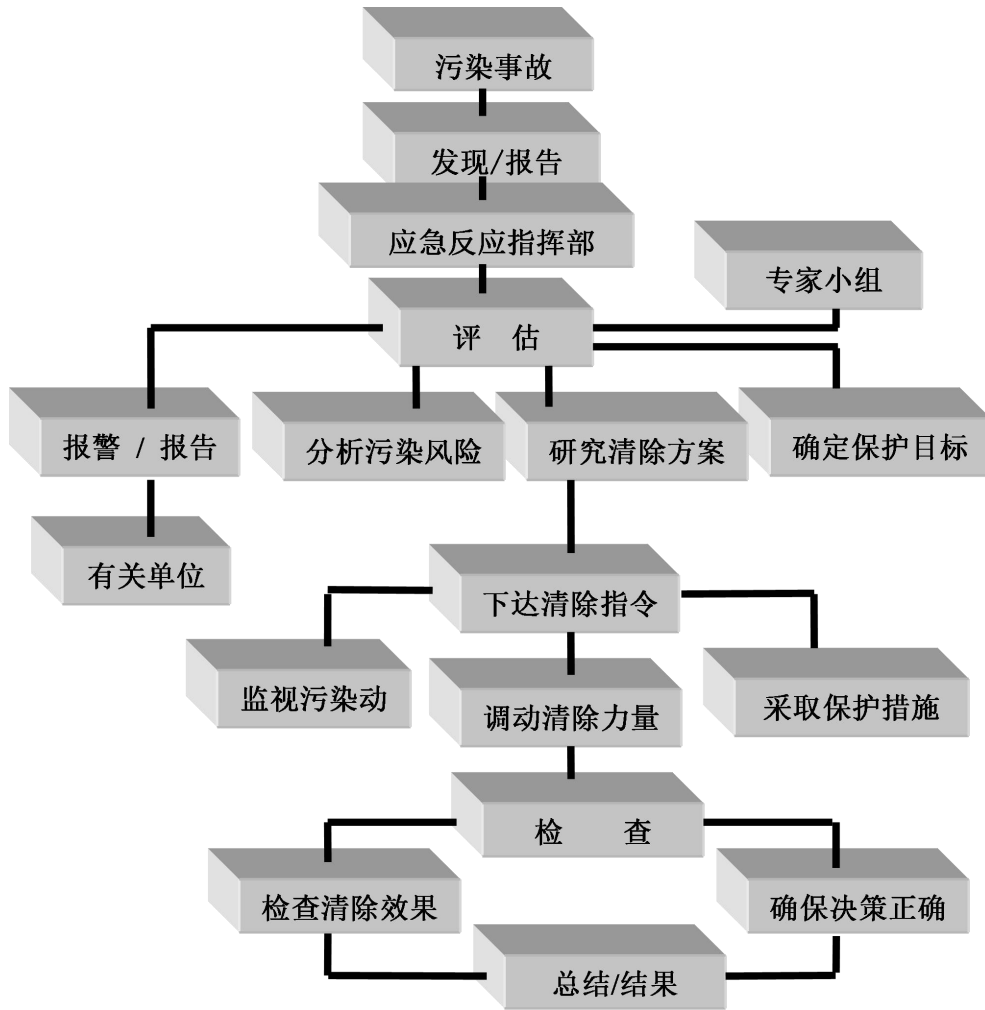 污染事故
发现/报告
应急反应指挥部
专家小组
评 估
报警 / 报告
分析污染风险
研究清除方案
确定保护目标
有关单位
下达清除指令
监视污染动
调动清除力量
采取保护措施
检 查
检查清除效果
确保决策正确
总结/结果